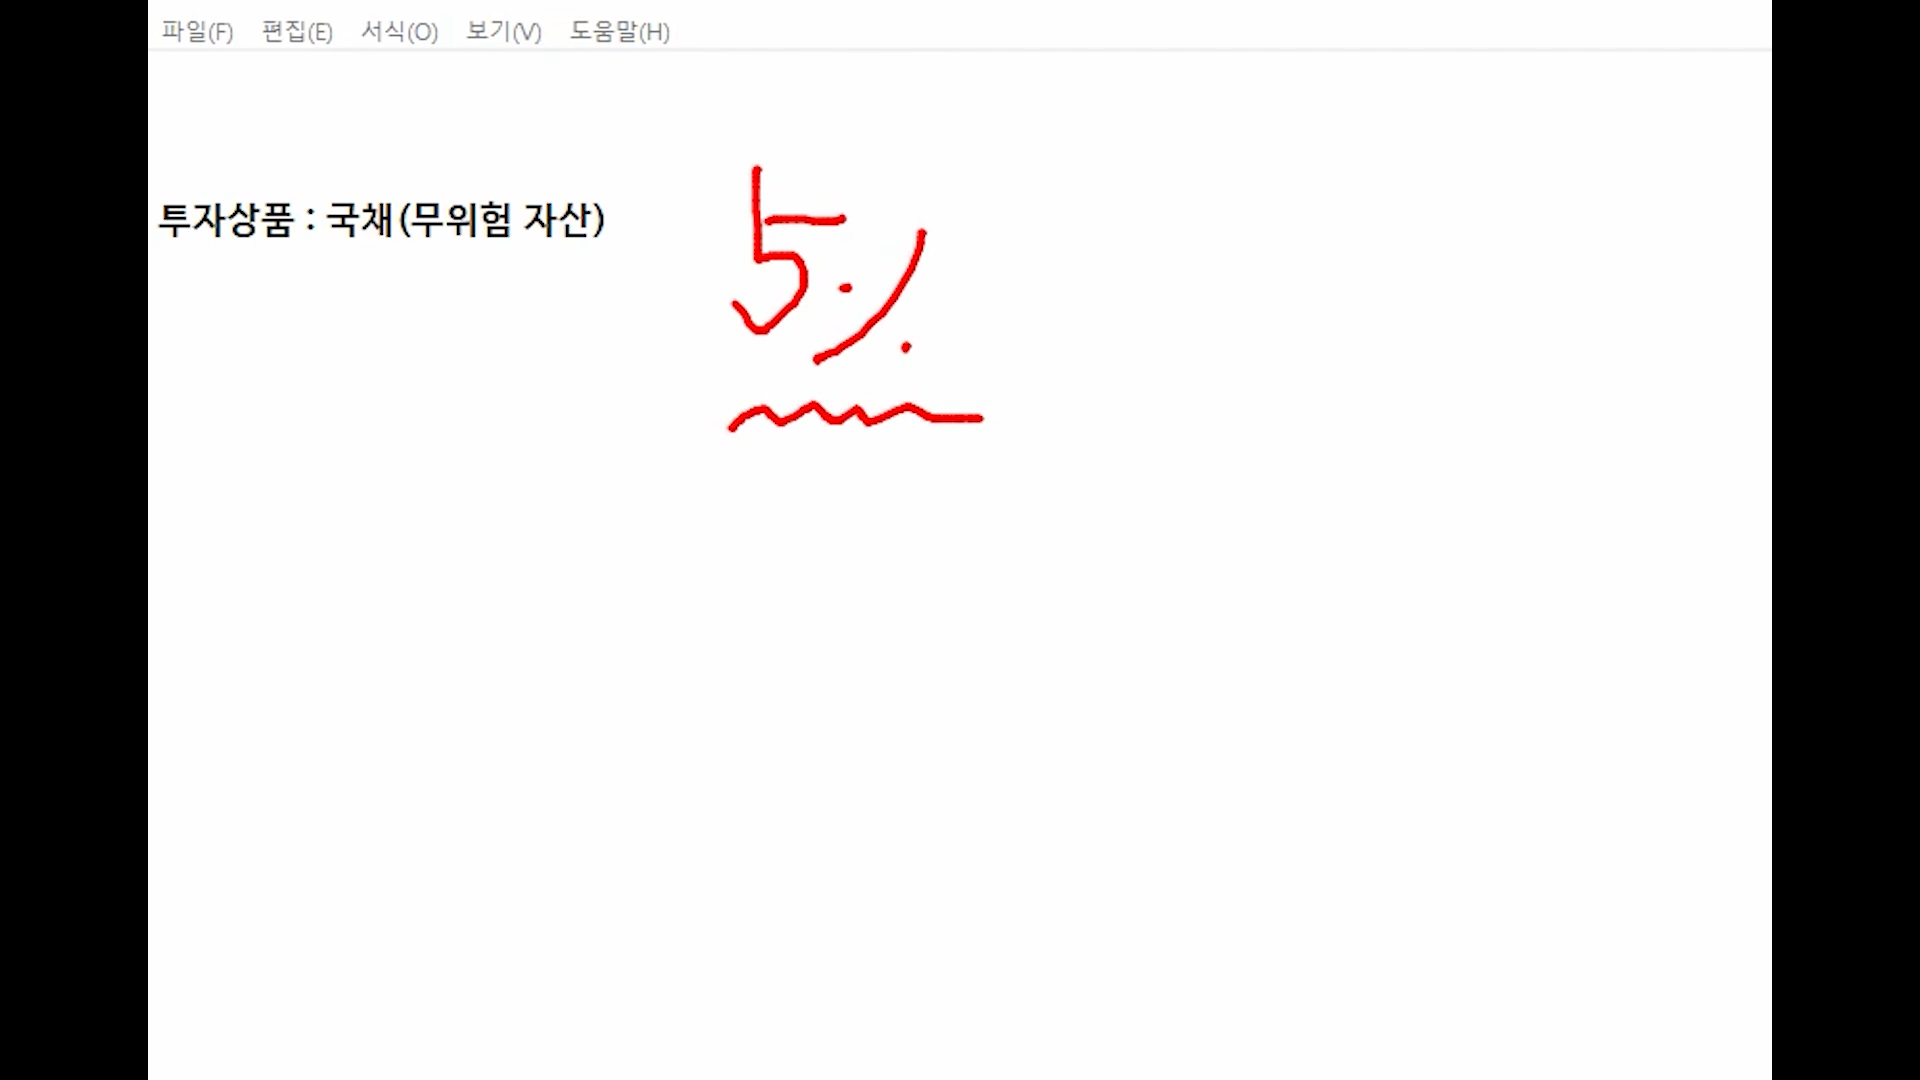 파일(F) 편집(E) 서식(O) 보기(V) 도움말(H)
투자상품 : 국채(무위험 자산)
5%